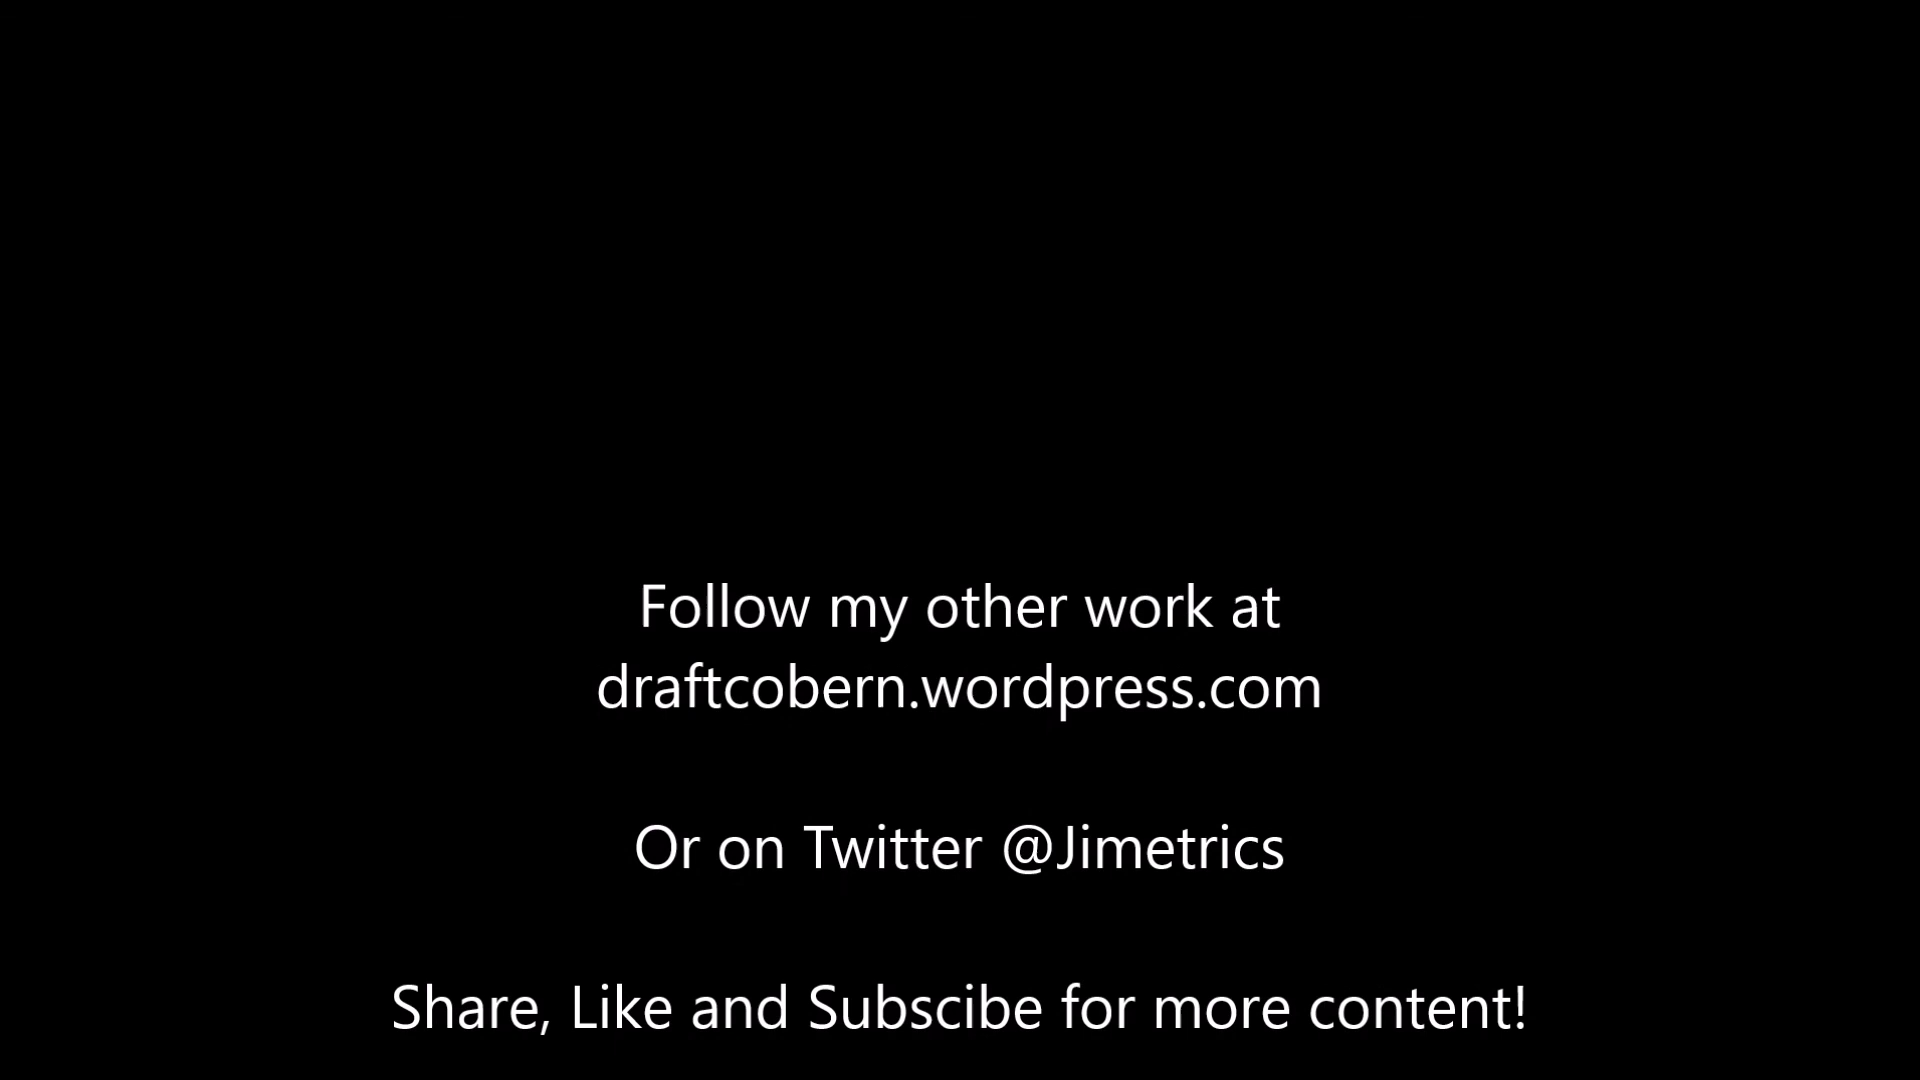 Follow my other work at
draftcobern.wordpress.com
Or on Twitter @Jimetrics
Share, Like and Subscibe for more content!